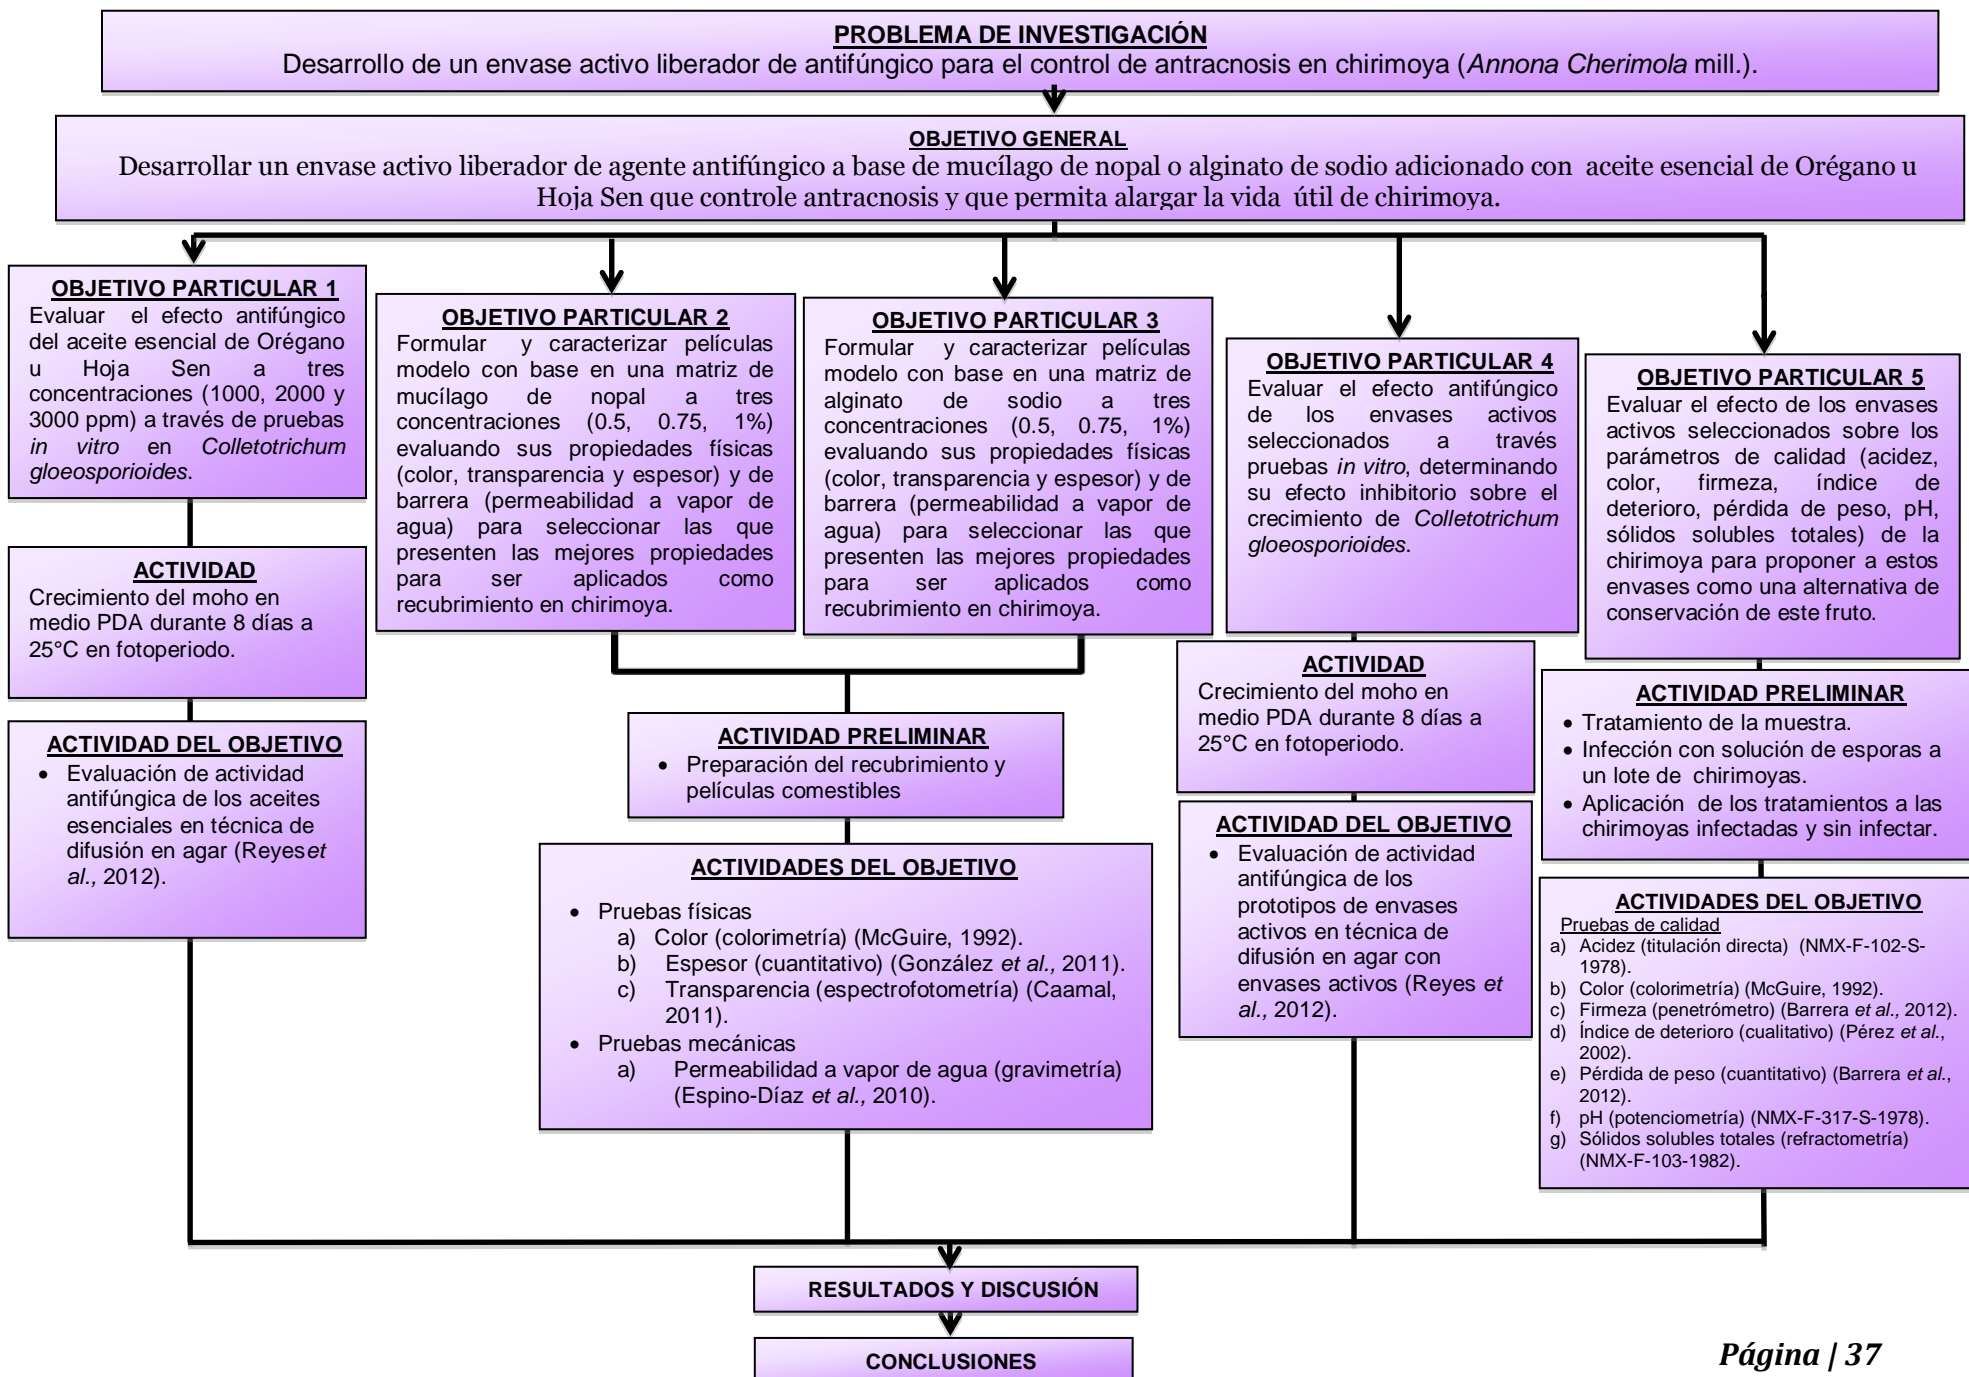 PROBLEMA DE INVESTIGACIÓN
Desarrollo de un envase activo liberador de antifúngico para el control de antracnosis en chirimoya (Annona Cherimola mill.).
OBJETIVO GENERAL
Desarrollar un envase activo liberador de agente antifúngico a base de mucílago de nopal o alginato de sodio adicionado con aceite esencial de Orégano u
Hoja Sen que controle antracnosis y que permita alargar la vida útil de chirimoya.
OBJETIVO PARTICULAR 1
Evaluar el efecto antifúngico
del aceite esencial de Orégano
u Hoja Sen a tres
concentraciones (1000, 2000 y
3000 ppm) a través de pruebas
in vitro en Colletotrichum
gloeosporioides.
ACTIVIDAD
Crecimiento del moho en
medio PDA durante 8 días a
25°C en fotoperiodo.
ACTIVIDAD DEL OBJETIVO
• Evaluación de actividad
antifúngica de los aceites
esenciales en técnica de
difusión en agar (Reyeset
al., 2012).
OBJETIVO PARTICULAR 2
Formular y caracterizar películas
modelo con base en una matriz de
mucílago de nopal a tres
concentraciones (0.5, 0.75, 1%)
evaluando sus propiedades físicas
(color, transparencia y espesor) y de
barrera (permeabilidad a vapor de
agua) para seleccionar las que
presenten las mejores propiedades
para ser aplicados como
recubrimiento en chirimoya.
OBJETIVO PARTICULAR 3
Formular y caracterizar películas
modelo con base en una matriz de
alginato de sodio a tres
concentraciones (0.5, 0.75, 1%)
evaluando sus propiedades físicas
(color, transparencia y espesor) y de
barrera (permeabilidad a vapor de
agua) para seleccionar las que
presenten las mejores propiedades
para ser aplicados como
recubrimiento en chirimoya.
ACTIVIDAD PRELIMINAR
• Preparación del recubrimiento y
películas comestibles
ACTIVIDADES DEL OBJETIVO
• Pruebas físicas
a) Color (colorimetría) (McGuire, 1992).
b) Espesor (cuantitativo) (González et al., 2011).
c) Transparencia (espectrofotometría) (Caamal,
2011).
• Pruebas mecánicas
a) Permeabilidad a vapor de agua (gravimetría)
(Espino-Díaz et al., 2010).
OBJETIVO PARTICULAR 4
Evaluar el efecto antifúngico
de los envases activos
seleccionados a través
pruebas in vitro, determinando
su efecto inhibitorio sobre el
crecimiento de Colletotrichum
gloeosporioides.
ACTIVIDAD
Crecimiento del moho en
medio PDA durante 8 días a
25°C en fotoperiodo.
ACTIVIDAD DEL OBJETIVO
• Evaluación de actividad
antifúngica de los
prototipos de envases
activos en técnica de
difusión en agar con
envases activos (Reyes et
al., 2012).
OBJETIVO PARTICULAR 5
Evaluar el efecto de los envases
activos seleccionados sobre los
parámetros de calidad (acidez,
color, firmeza, índice de
deterioro, pérdida de peso, pH,
sólidos solubles totales) de la
chirimoya para proponer a estos
envases como una alternativa de
conservación de este fruto.
ACTIVIDAD PRELIMINAR
• Tratamiento de la muestra.
• Infección con solución de esporas a
un lote de chirimoyas.
• Aplicación de los tratamientos a las
chirimoyas infectadas y sin infectar.
ACTIVIDADES DEL OBJETIVO
Pruebas de calidad
a) Acidez (titulación directa) (NMX-F-102-S-
1978).
b) Color (colorimetría) (McGuire, 1992).
c) Firmeza (penetrómetro) (Barrera et al., 2012).
d) Índice de deterioro (cualitativo) (Pérez et al.,
2002).
e) Pérdida de peso (cuantitativo) (Barrera et al.,
2012).
f) pH (potenciometría) (NMX-F-317-S-1978).
g) Sólidos solubles totales (refractometría)
(NMX-F-103-1982).
RESULTADOS Y DISCUSIÓN
CONCLUSIONES
Página | 37